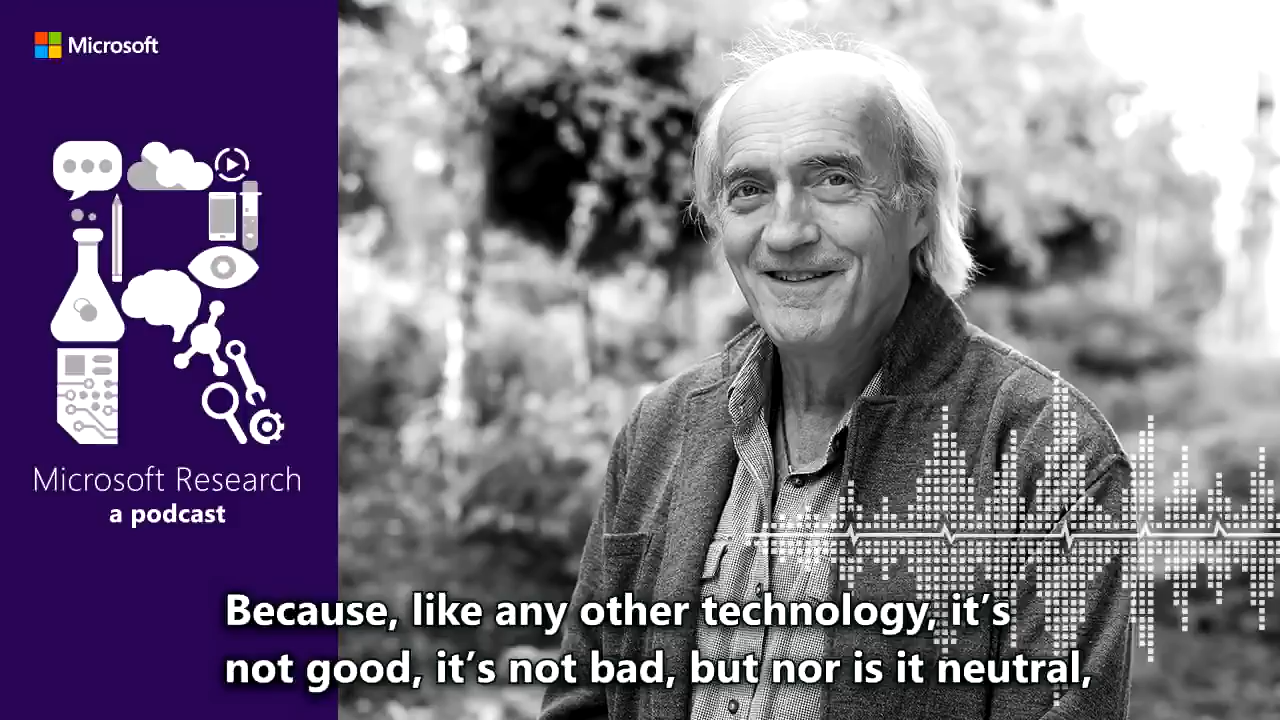 Microsoft
Microsoft Research
a podcast
Because, like any other technology, it’s
not good, it’s not bad, but nor is it neutral,